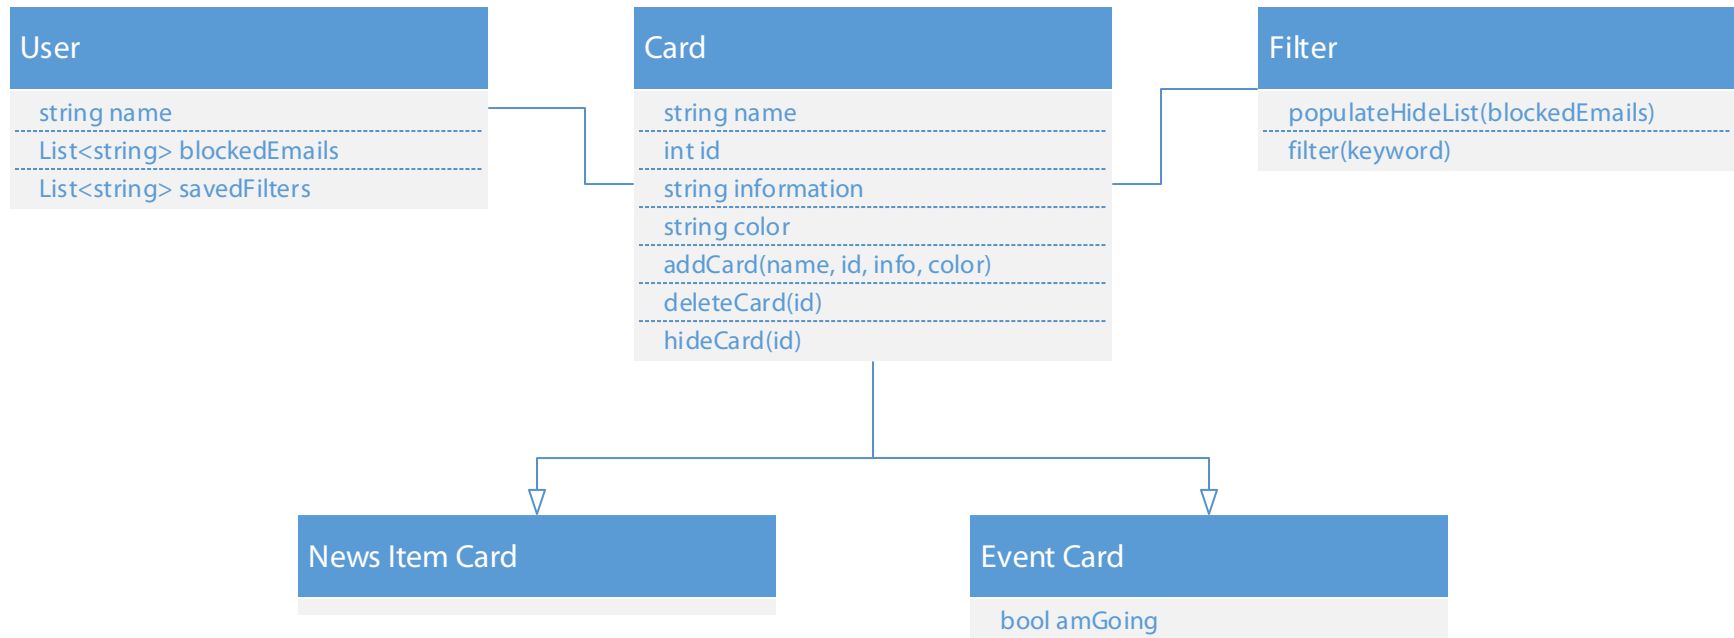 User
string name
List<string> blockedEmails
List<string> savedFilters
Card
string name
int id
string information
string color
addCard(name, id, info, color)
deleteCard(id)
hideCard(id)
Filter
populateHideList(blockedEmails)
filter(keyword)
News Item Card
Event Card
bool amGoing